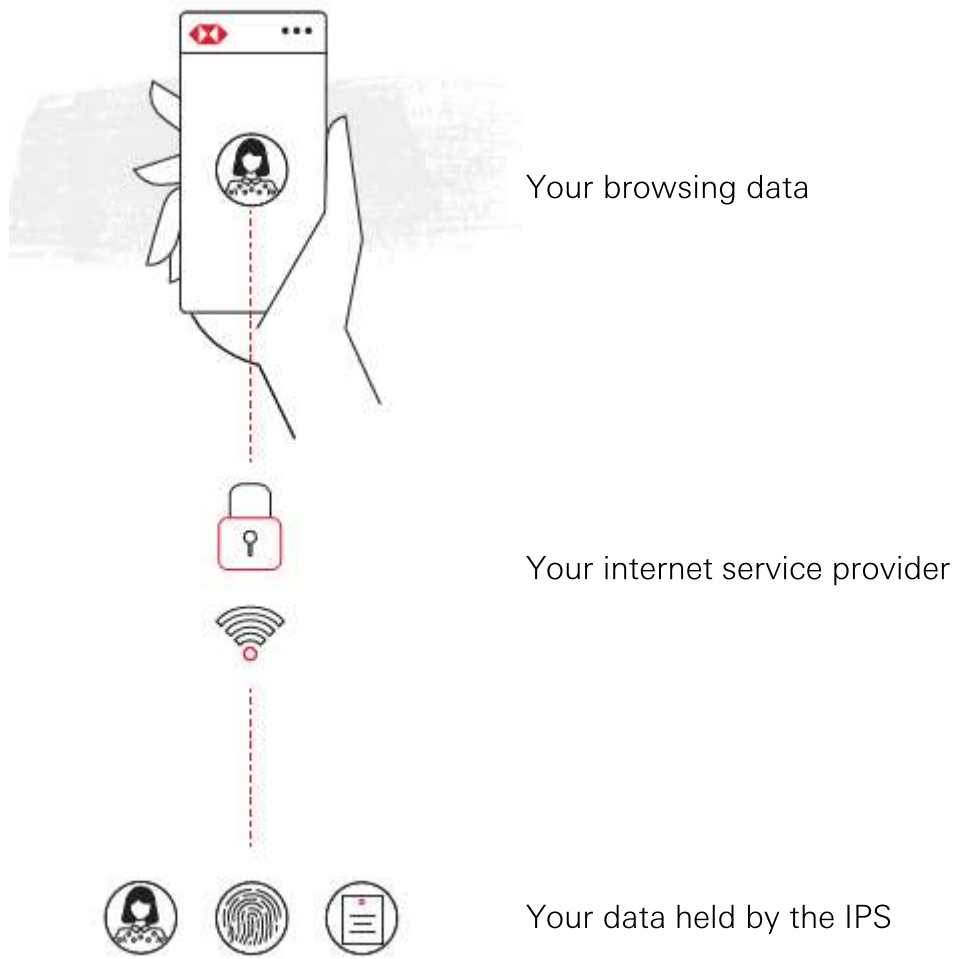 Your browsing data
Your internet service provider
Your data held by the IPS